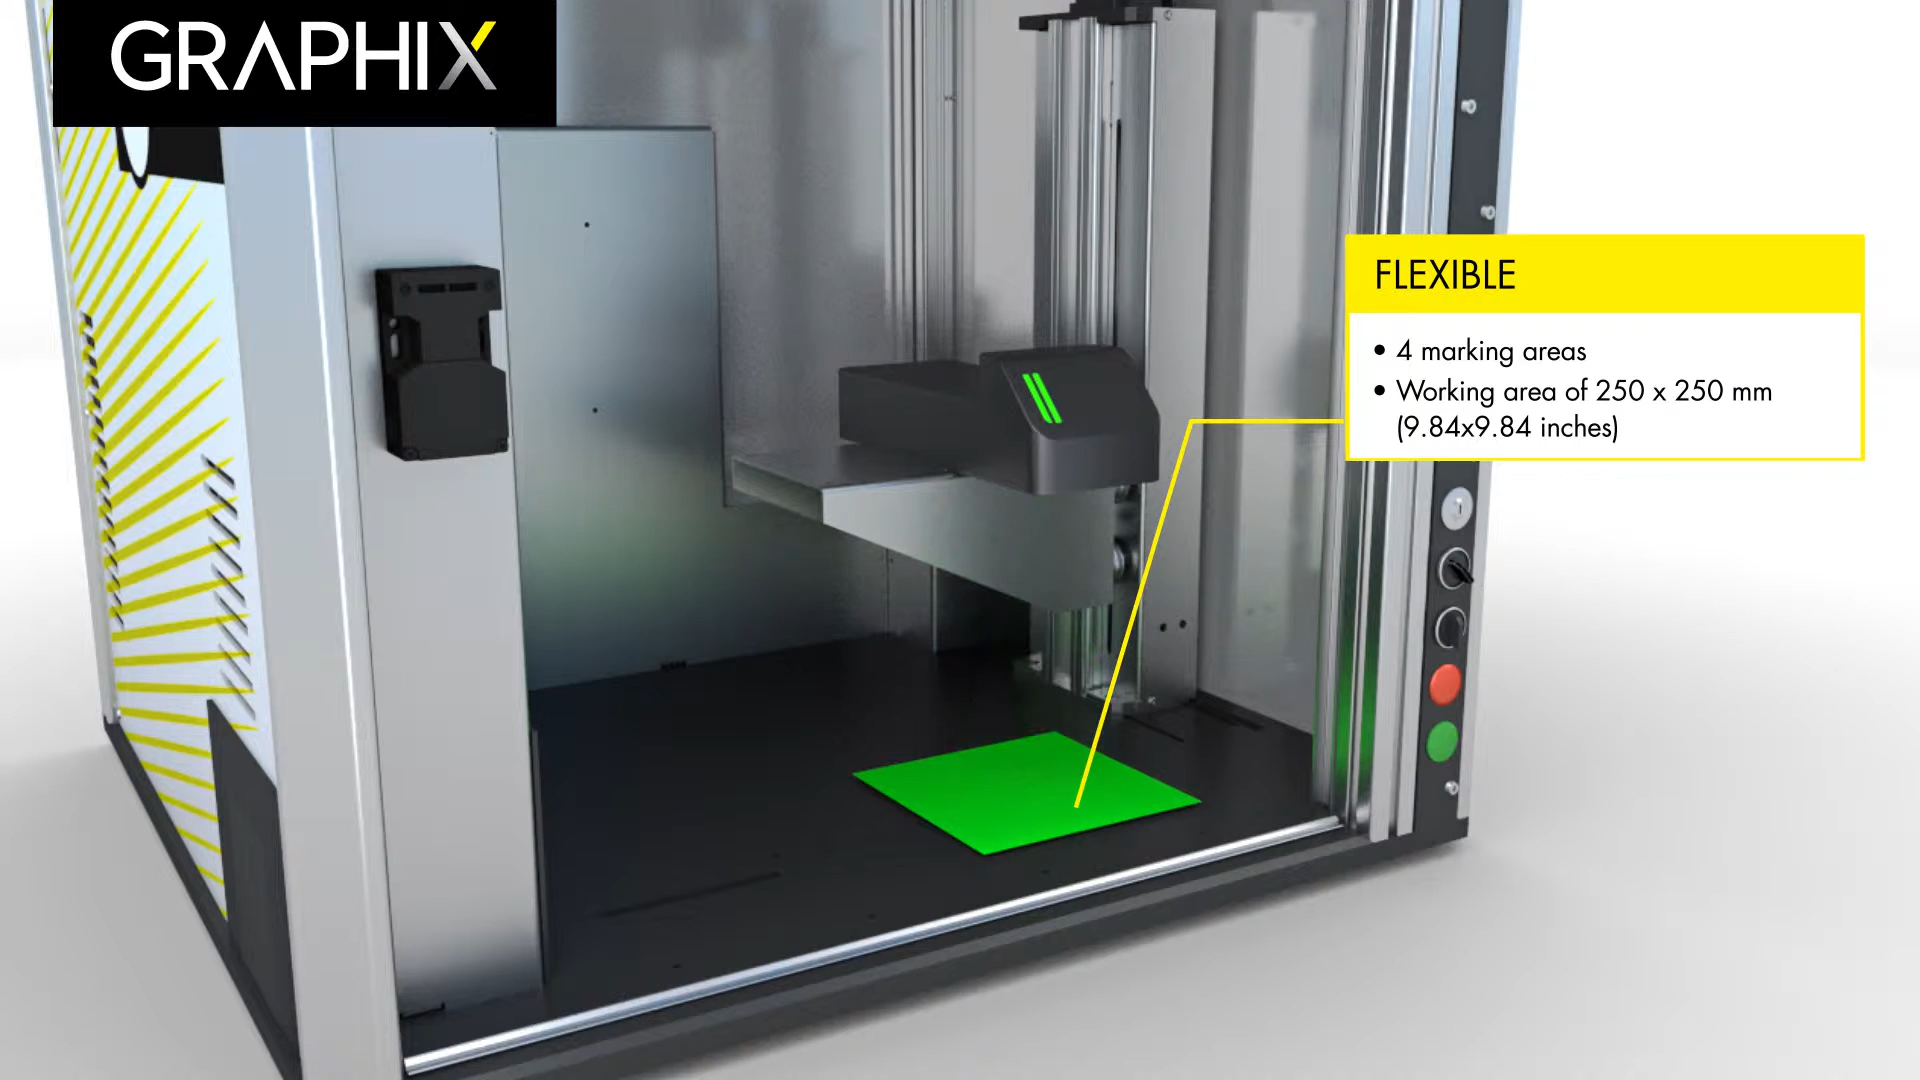 GRAPHIX
FLEXIBLE
• 4 marking areas
• Working area of 250 x 250 mm
(9.84x9.84 inches)